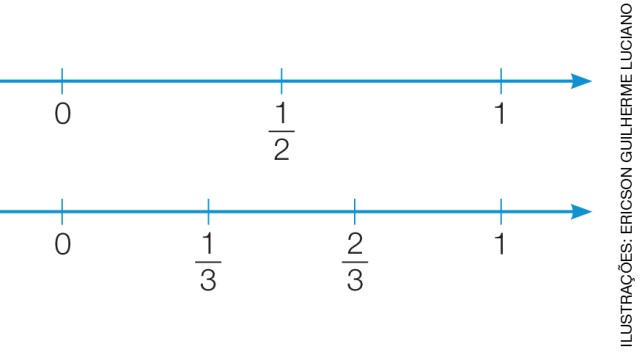 0 1/2 1
0 1/3 2/3 1
ILUSTRAÇÕES: ERICSON GUILHERME LUCIANO